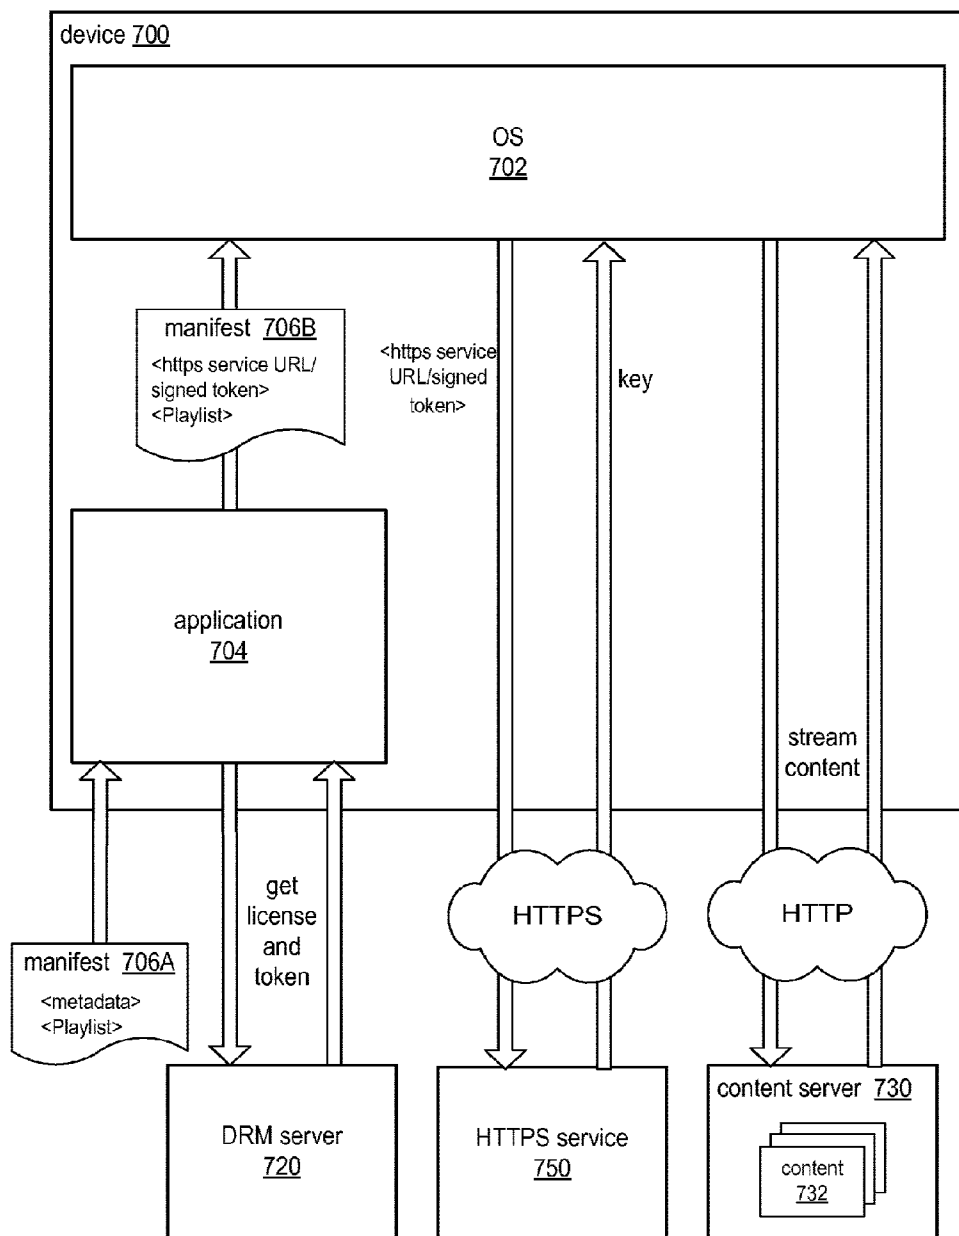 device 700
OS
702
manifest 706B
<https service URL/
signed token>
<Playlist>
<https service
URL/signed
token>
key
application
704
stream
content
get
license
and
token
HTTPS
HTTP
manifest 706A
<metadata>
<Playlist>
DRM server
720
HTTPS service
750
content server 730
content
732